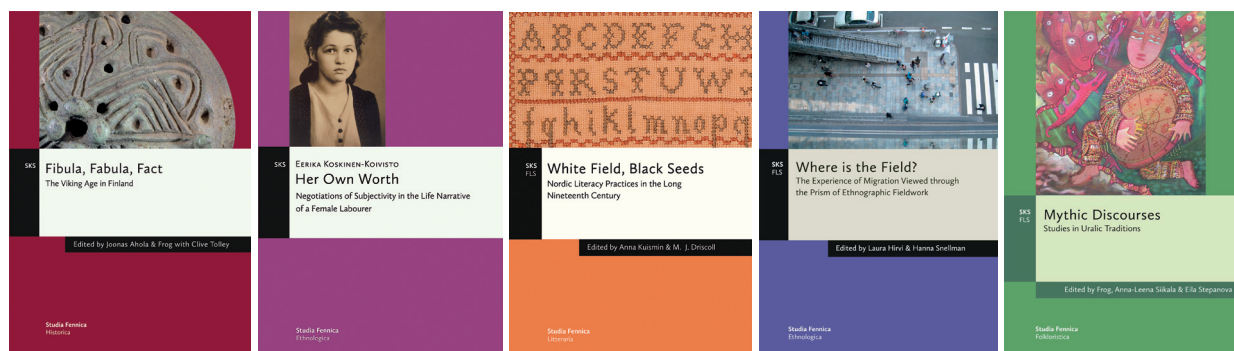 SKS
Fibula, Fabula, Fact
The Viking Age in Finland
Edited by Joonas Ahola & Frog with Clive Tolley
Studia Fennica
Historica
SKS
Eerika Koskinen-Koivisto
Her Own Worth
Negotiations of Subjectivity in the Life Narrative
of a Female Labourer
Studia Fennica
Ethnologica
ABCDEFGH
PRRSTUW
fghiklmnopq
SKS
FLS
White Field, Black Seeds
Nordic Literacy Practices in the Long
Nineteenth Century
Edited by Anna Kuismin & M. J. Driscoll
Studia Fennica
Litteraria
SKS
FLS
Where is the Field?
The Experience of Migration Viewed through
the Prism of Ethnographic Fieldwork
Edited by Laura Hirvi & Hanna Snellman
Studia Fennica
Ethnologica
SKS
FLS
Mythic Discourses
Studies in Uralic Traditions
Edited by Frog, Anna-Leena Siikala & Eila Stepanova
Studia Fennica
Folkloristica